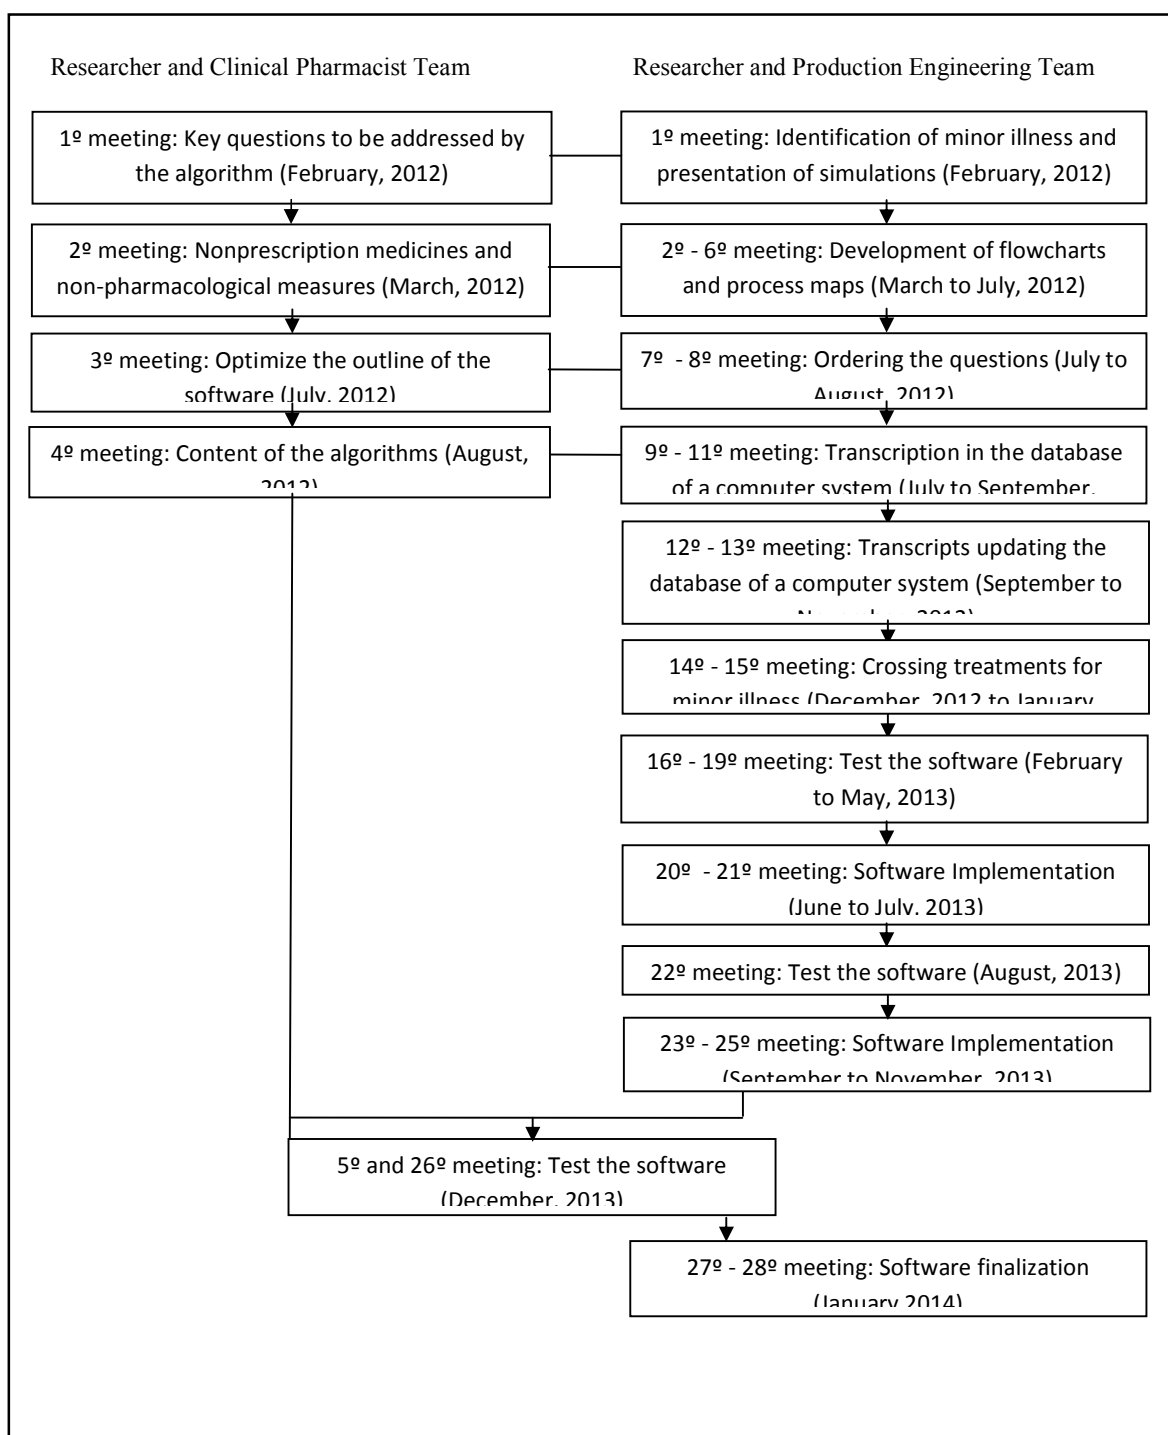 Researcher and Clinical Pharmacist Team
Researcher and Production Engineering Team
1º meeting: Key questions to be addressed by
the algorithm (February, 2012)
1º meeting: Identification of minor illness and
presentation of simulations (February, 2012)
2º meeting: Nonprescription medicines and
non-pharmacological measures (March, 2012)
2º - 6º meeting: Development of flowcharts
and process maps (March to July, 2012)
3º meeting: Optimize the outline of the
software (July, 2012)
7º - 8º meeting: Ordering the questions (July to
August, 2012)
4º meeting: Content of the algorithms (August,
2012)
9º - 11º meeting: Transcription in the database
of a computer system (July to September,
12º - 13º meeting: Transcripts updating the
database of a computer system (September to
November, 2012)
14º - 15º meeting: Crossing treatments for
minor illness (December, 2012 to January,
16º - 19º meeting: Test the software (February
to May, 2013)
20º - 21º meeting: Software Implementation
(June to July, 2013)
22º meeting: Test the software (August, 2013)
23º - 25º meeting: Software Implementation
(September to November, 2013)
5º and 26º meeting: Test the software
(December, 2013)
27º - 28º meeting: Software finalization
(January 2014)